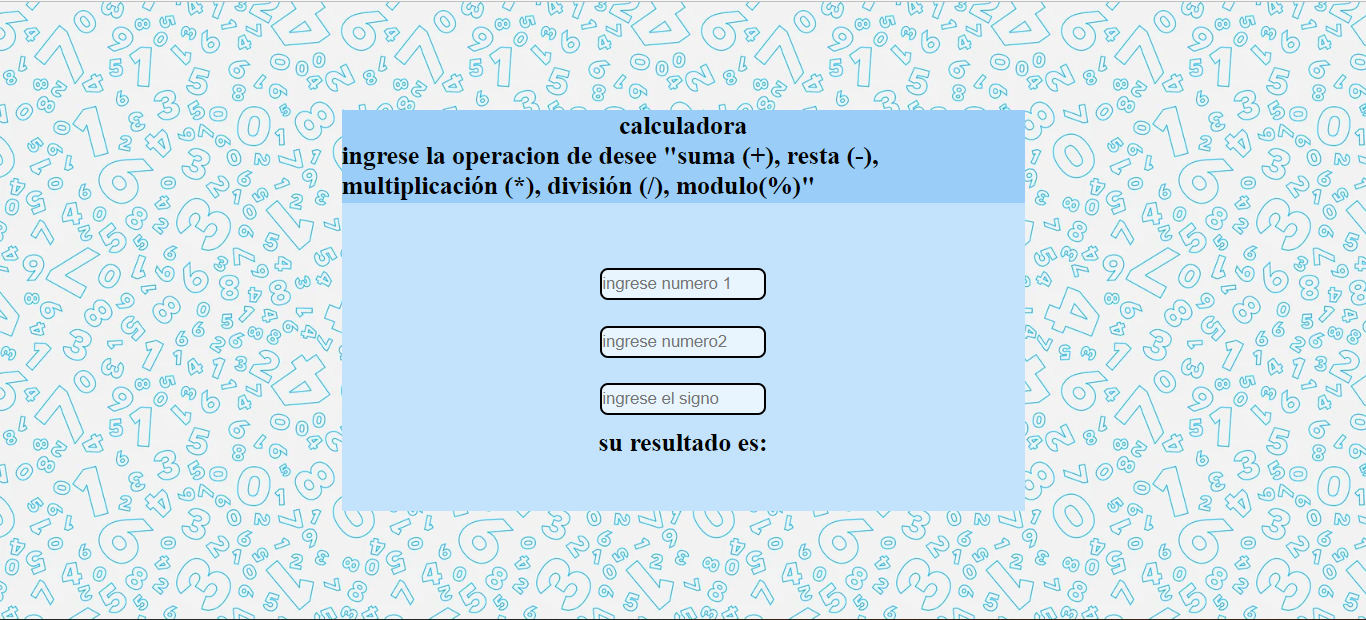 calculadora
ingrese la operacion de desee "suma (+), resta (-),
multiplicación (*), división (/), modulo(%)"
ingrese numero 1
ingrese numero2
ingrese el signo
su resultado es: